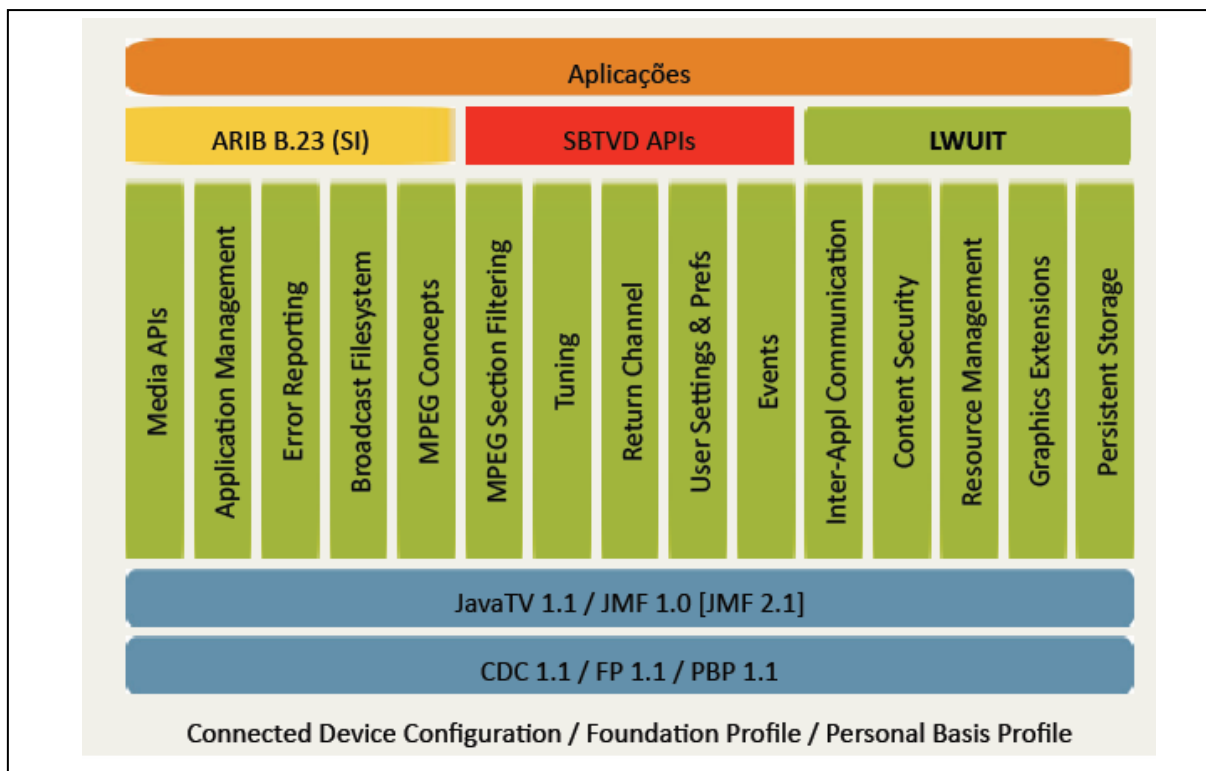 Aplicações
ARIB B.23 (SI)
SBTVD APIs
LWUIT
Media APIs
Application Management
Error Reporting
Broadcast Filesystem
MPEG Concepts
MPEG Section Filtering
Tuning
Return Channel
User Settings & Prefs
Events
Inter-Appl Communication
Content Security
Resource Management
Graphics Extensions
Persistent Storage
JavaTV 1.1 / JMF 1.0 [JMF 2.1]
CDC 1.1 / FP 1.1 / PBP 1.1
Connected Device Configuration / Foundation Profile / Personal Basis Profile